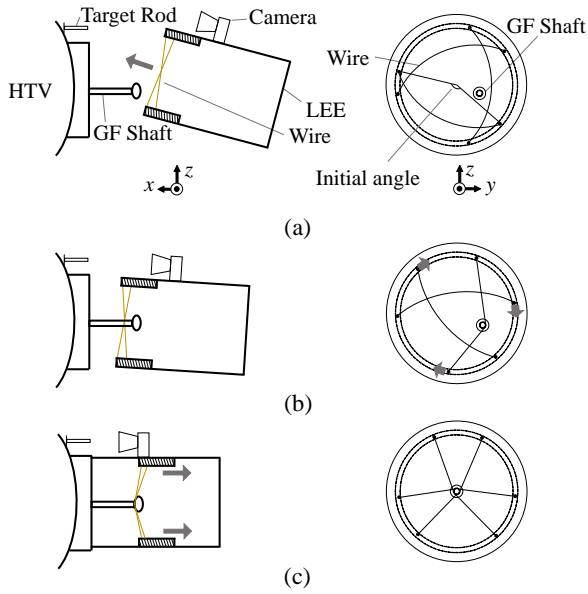 Target Rod
Camera
HTV
GF Shaft
LEE
Wire
x
z
Wire
GF Shaft
Initial angle
z
y
(a)
(b)
(c)